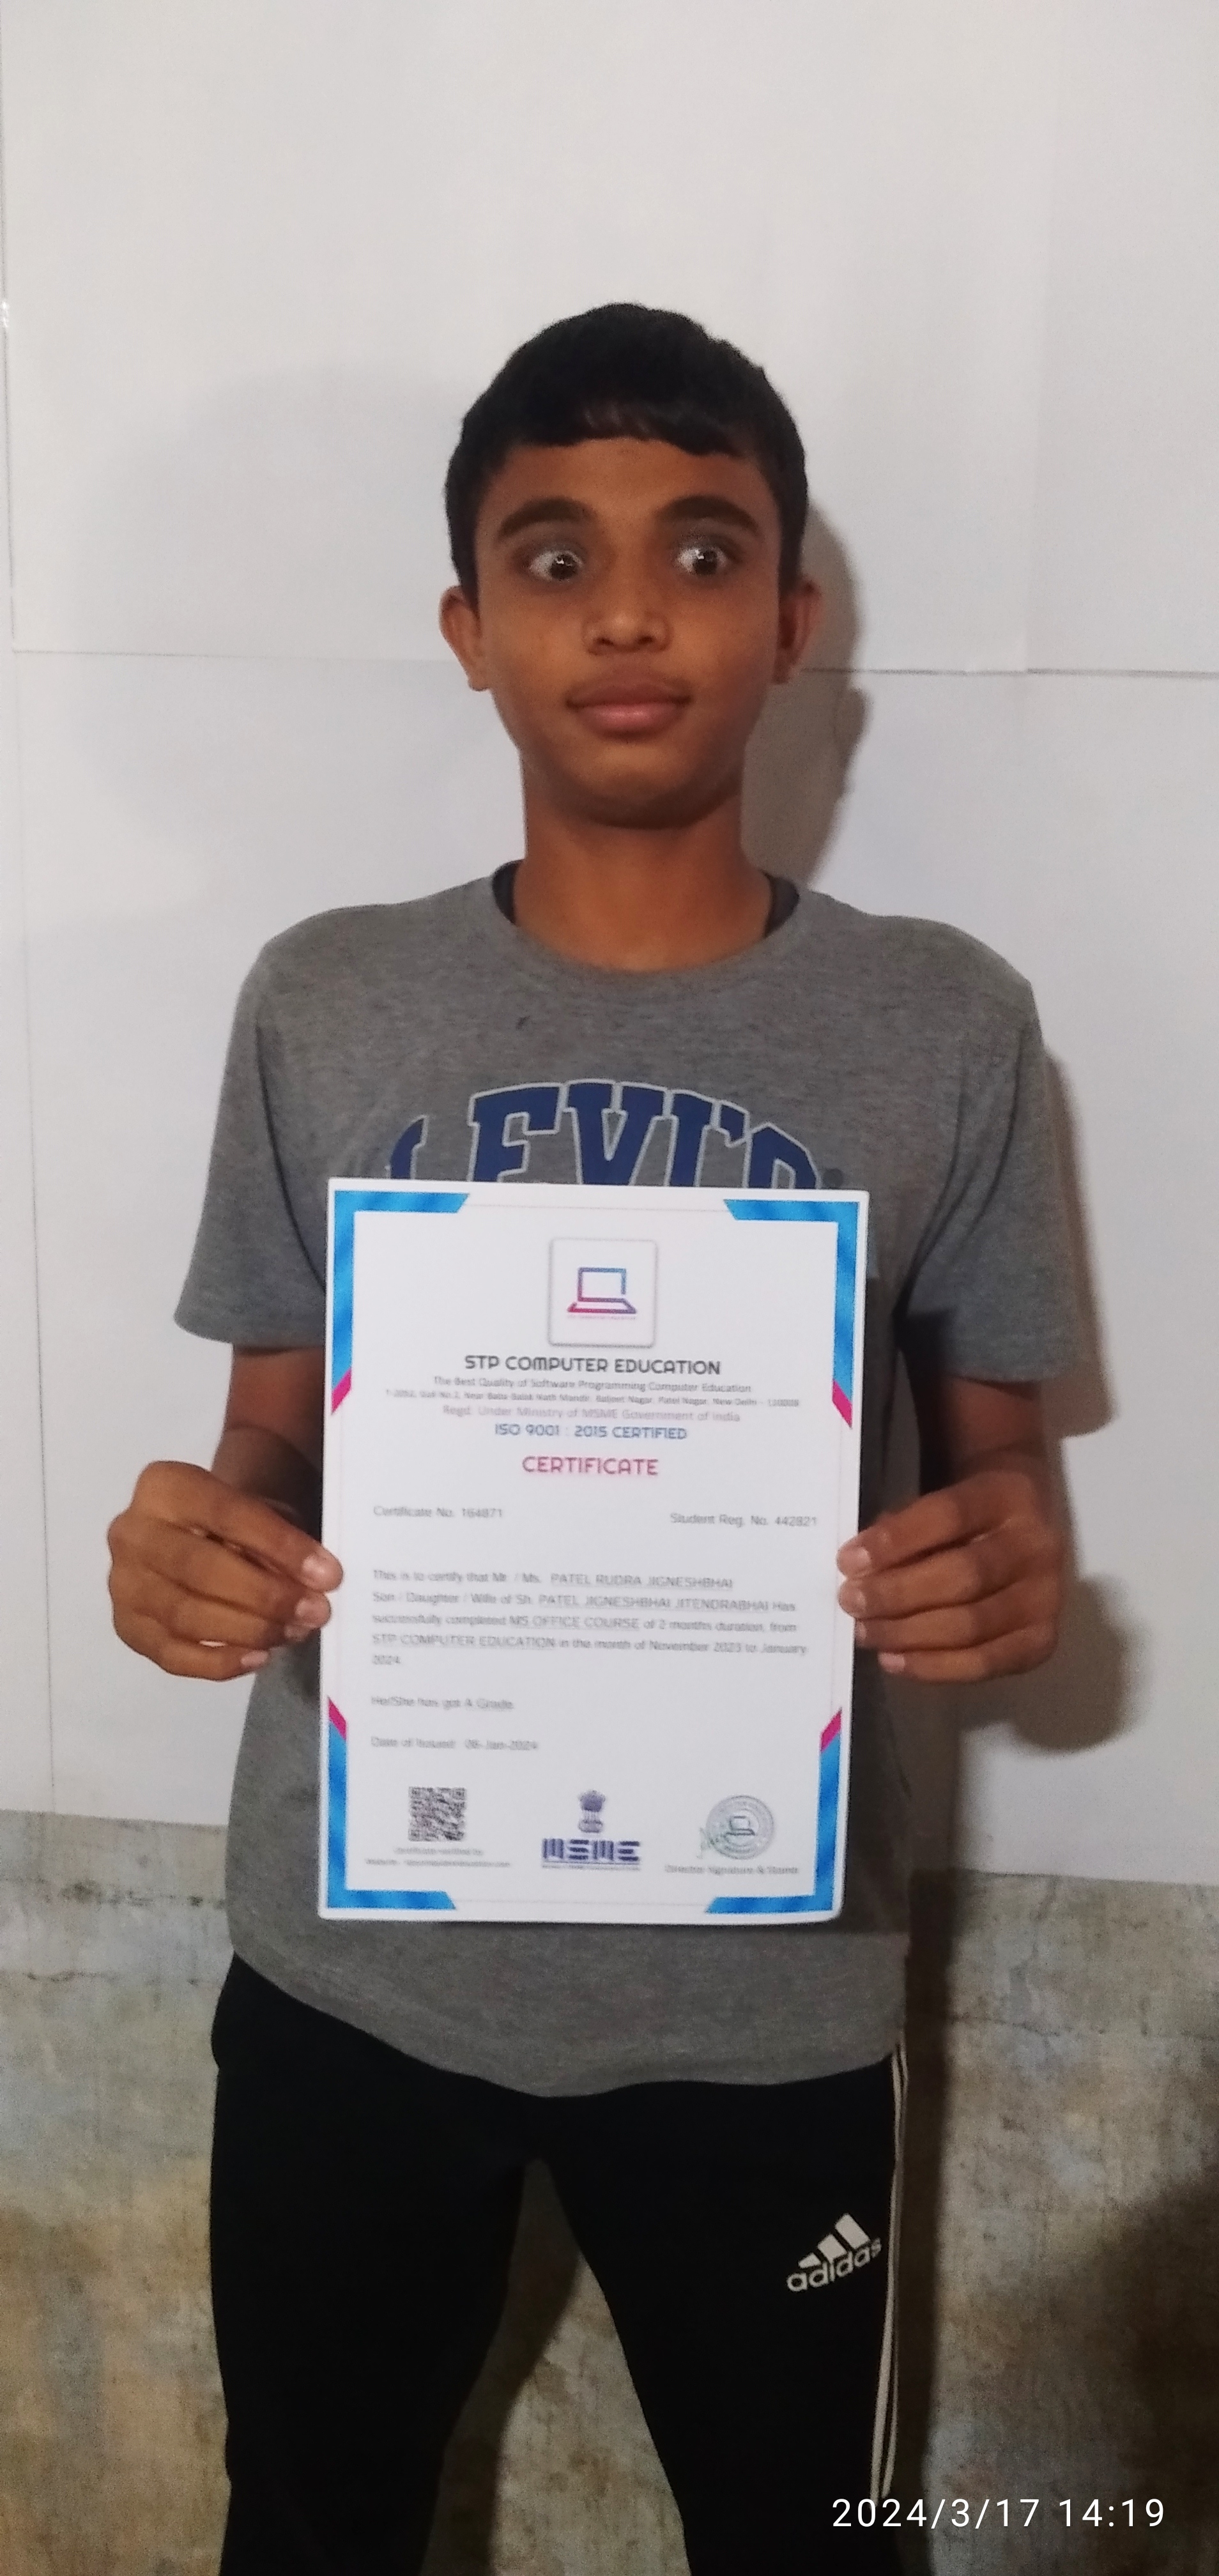 LEVI'S
STP COMPUTER EDUCATION
The Best Quality of Software Programming Computer Education
T-2052, Gali No.2, Near Baba Balak Nath Mandir, Baljeet Nagar, Patel Nagar, New Delhi - 110008
Regd. Under Ministry of MSME Government of India
ISO 9001 : 2015 CERTIFIED
CERTIFICATE
Certificate No. 164871 Student Reg. No. 442821
This is to certify that Mr. / Ms. PATEL RUDRA JIGNESHBHAI
Son / Daughter / Wife of Sh. PATEL JIGNESHBHAI JITENDRABHAI Has
successfully completed MS OFFICE COURSE of 2 months duration, from
STP COMPUTER EDUCATION in the month of November 2023 to January
2024.
He/She has got A Grade.
Date of Issued: 06-Jan-2024
Certificate verified by
MSME
Director Signature & Stamp
adidas
2024/3/17 14:19